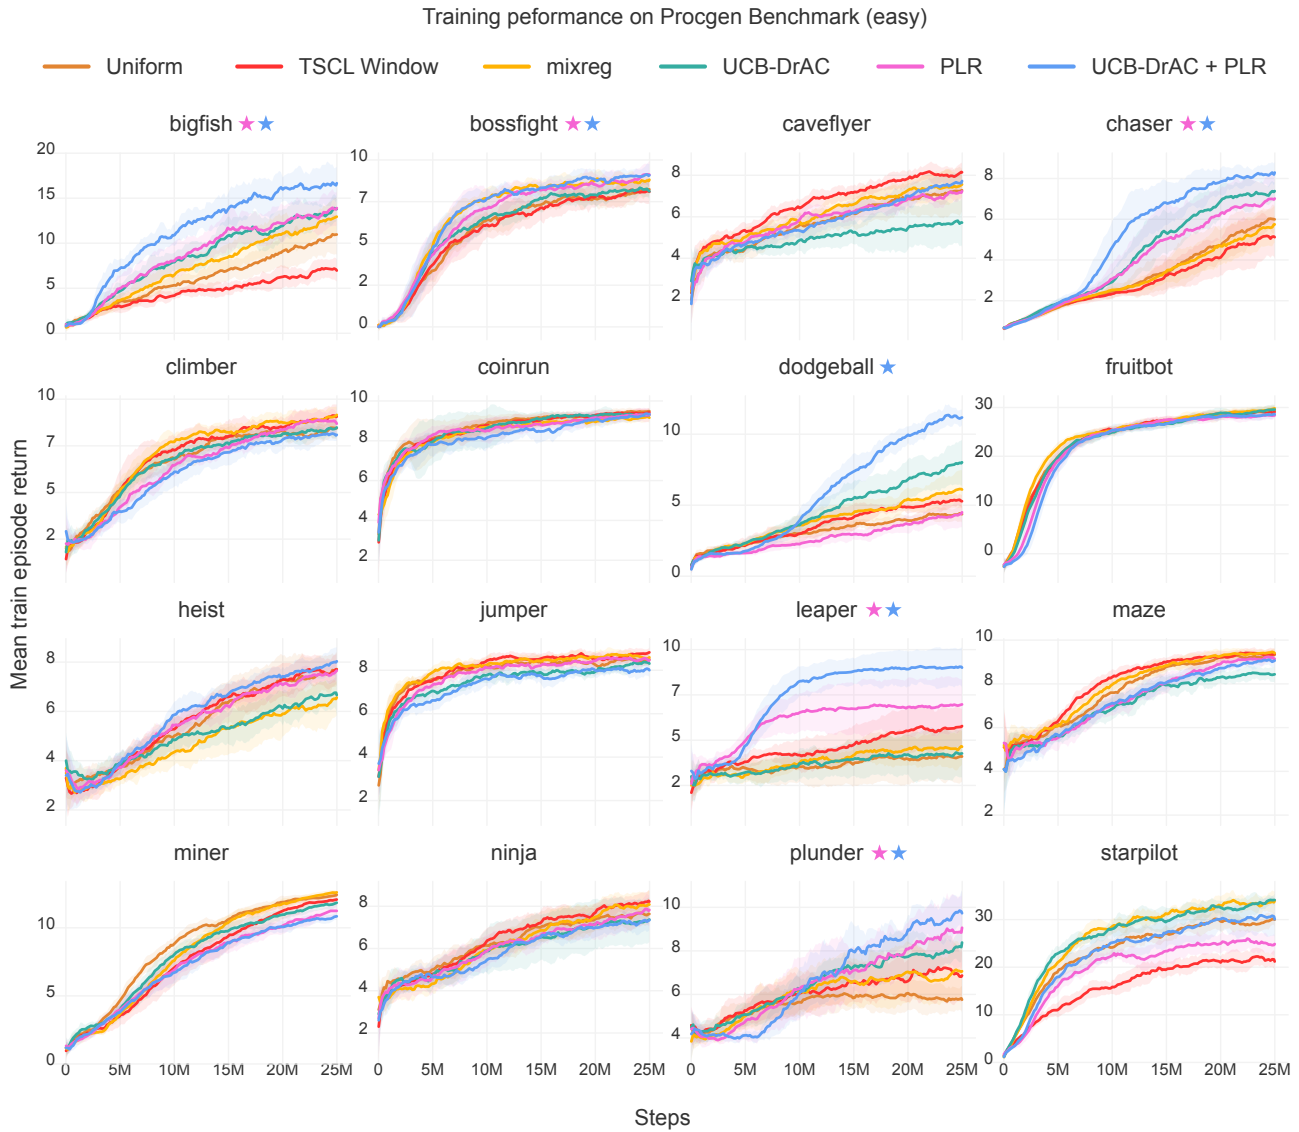 Training peformance on Procgen Benchmark (easy)
Uniform TSCL Window mixreg UCB-DrAC PLR UCB-DrAC + PLR
bigfish ★★ bossfight ★★ caveflyer chaser ★★
20 15 10 5 0
10 7 5 2 0
8 6 4 2
8 6 4 2
climber coinrun dodgeball ★ fruitbot
10 7 5 2
10 8 6 4 2
10 5 0
30 20 10 0
Mean train episode return
heist jumper leaper ★★ maze
8 6 4 2
8 6 4 2
10 7 5 2
10 8 6 4 2
miner ninja plunder ★★ starpilot
10 5 0
8 6 4 2
10 8 6 4
30 20 10 0
0 5M 10M 15M 20M 25M 0 5M 10M 15M 20M 25M 0 5M 10M 15M 20M 25M 0 5M 10M 15M 20M 25M
Steps